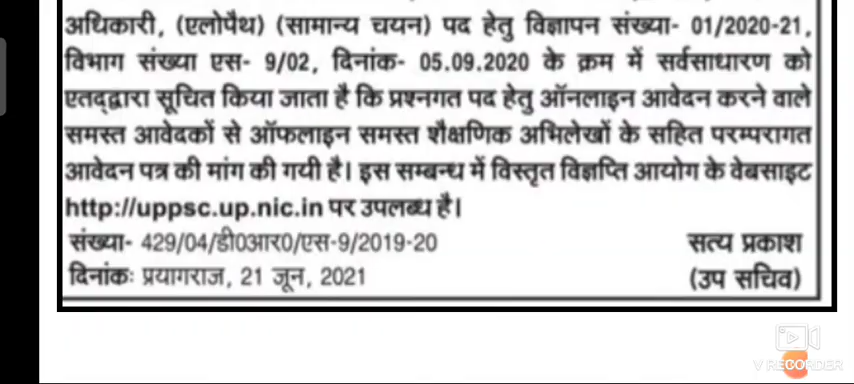 अधिकारी, (एलोपैथ) (सामान्य चयन) पद हेतु विज्ञापन संख्या- 01/2020-21,
विभाग संख्या एस- 9/02, दिनांक- 05.09.2020 के क्रम में सर्वसाधारण को
एतद्द्वारा सूचित किया जाता है कि प्रश्नगत पद हेतु ऑनलाइन आवेदन करने वाले
समस्त आवेदकों से ऑफलाइन समस्त शैक्षणिक अभिलेखों के सहित परम्परागत
आवेदन पत्र की मांग की गयी है। इस सम्बन्ध में विस्तृत विज्ञप्ति आयोग के वेबसाइट
http://uppsc.up.nic.in पर उपलब्ध है।
संख्या- 429/04/डी0आर0/एस-9/2019-20 सत्य प्रकाश
दिनांकः प्रयागराज, 21 जून, 2021 (उप सचिव)
V RECORDER